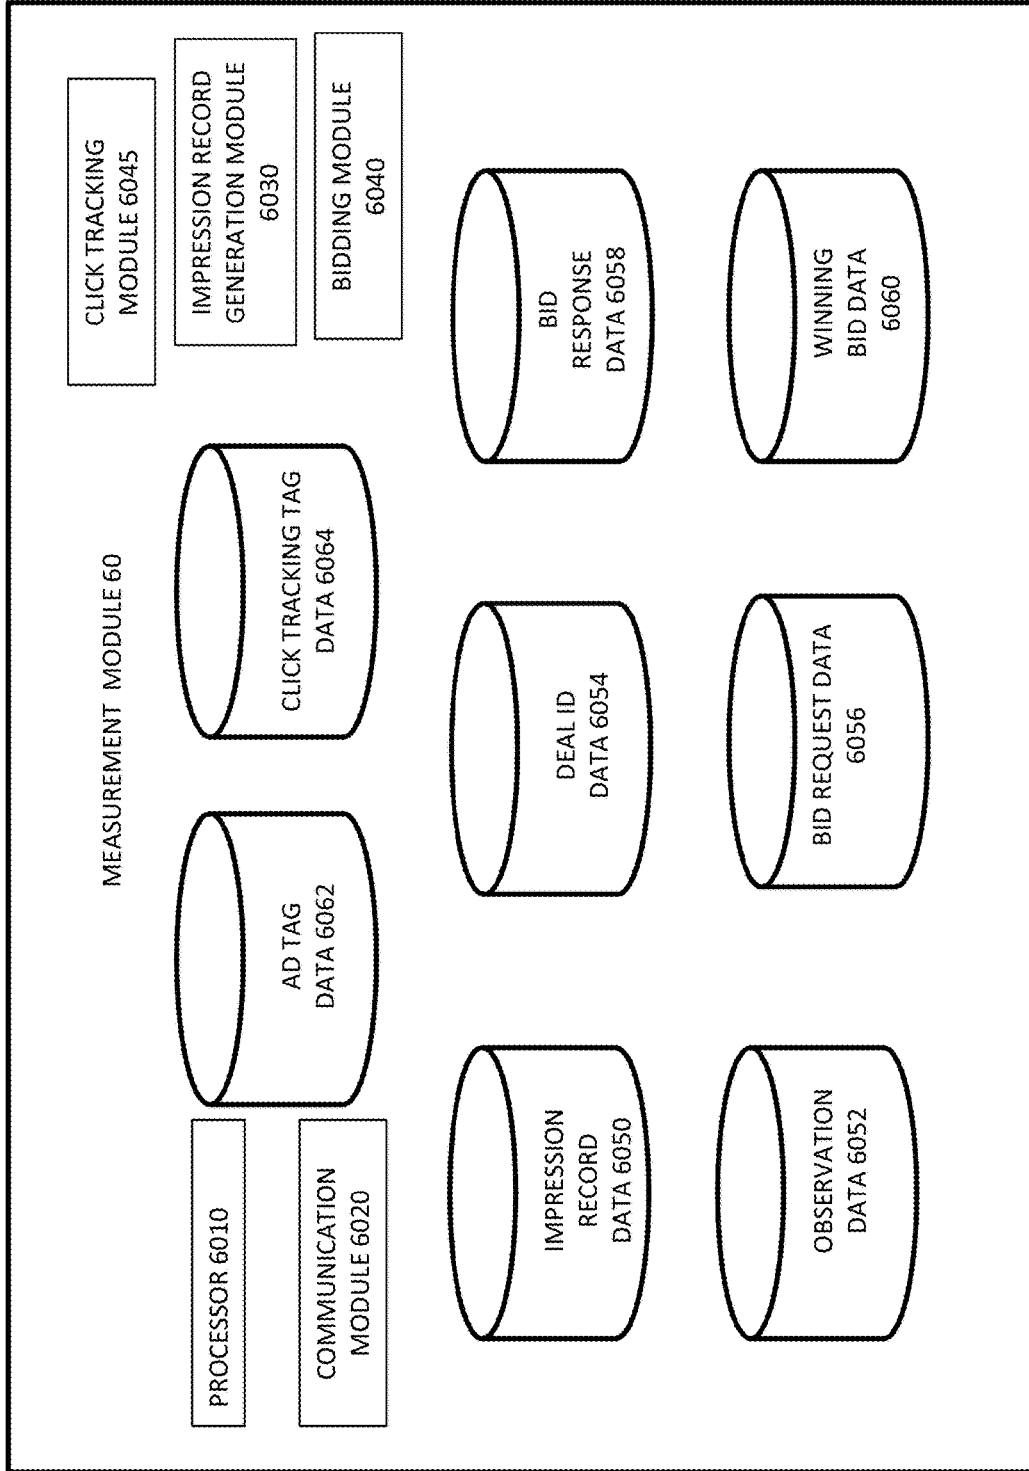 MEASUREMENT MODULE 60
PROCESSOR 6010
COMMUNICATION
MODULE 6020
AD TAG
DATA 6062
CLICK TRACKING TAG
DATA 6064
CLICK TRACKING
MODULE 6045
IMPRESSION RECORD
GENERATION MODULE
6030
BIDDING MODULE
6040
IMPRESSION
RECORD
DATA 6050
DEAL ID
DATA 6054
BID
RESPONSE
DATA 6058
OBSERVATION
DATA 6052
BID REQUEST DATA
6056
WINNING
BID DATA
6060